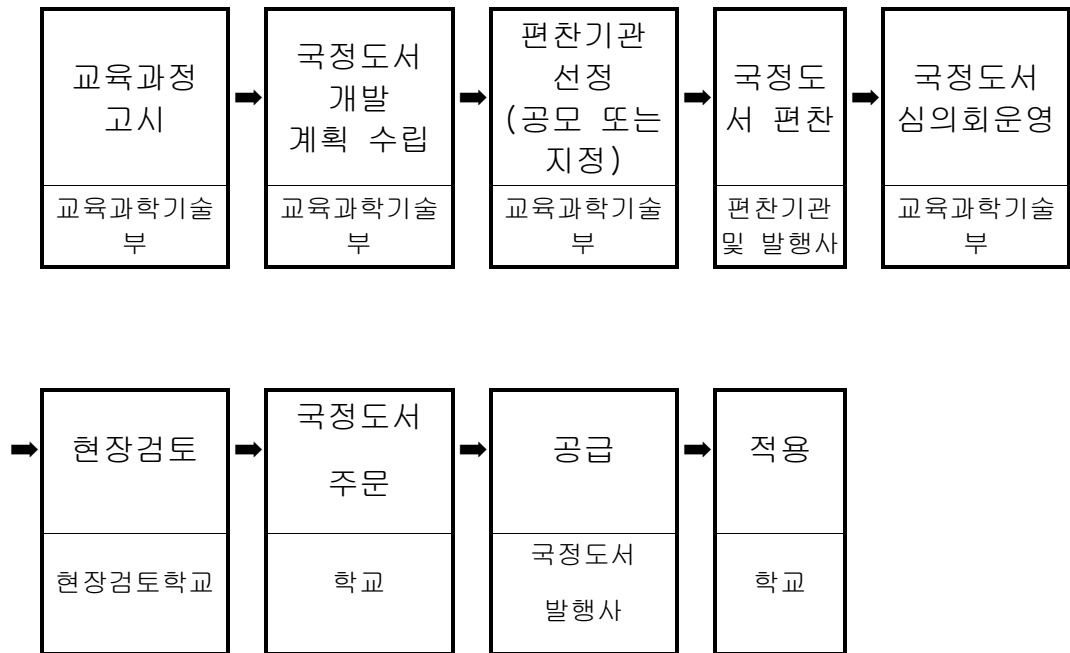 교육과정
고시
교육과학기술
부
국정도서
개발
계획 수립
교육과학기술
부
편찬기관
선정
(공모 또는
지정)
교육과학기술
부
국정도
서 편찬
편찬기관
및 발행사
국정도서
심의회운영
교육과학기술
부
현장검토
현장검토학교
국정도서
주문
학교
공급
국정도서
발행사
적용
학교